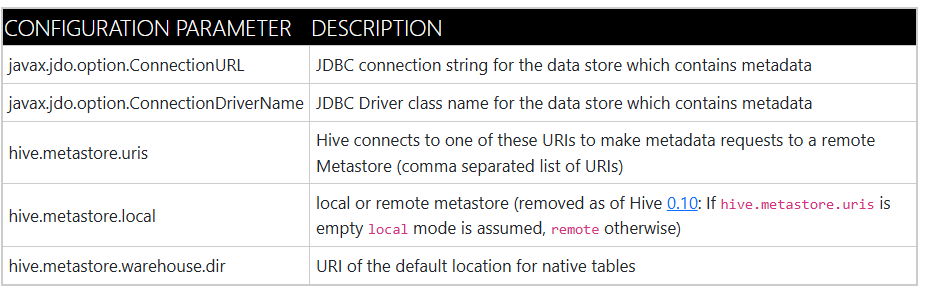 CONFIGURATION PARAMETER DESCRIPTION
javax.jdo.option.ConnectionURL JDBC connection string for the data store which contains metadata
javax.jdo.option.ConnectionDriverName JDBC Driver class name for the data store which contains metadata
hive.metastore.uris Hive connects to one of these URIs to make metadata requests to a remote
Metastore (comma separated list of URIs)
hive.metastore.local local or remote metastore (removed as of Hive 0.10: If hive.metastore.uris is
empty local mode is assumed, remote otherwise)
hive.metastore.warehouse.dir URI of the default location for native tables